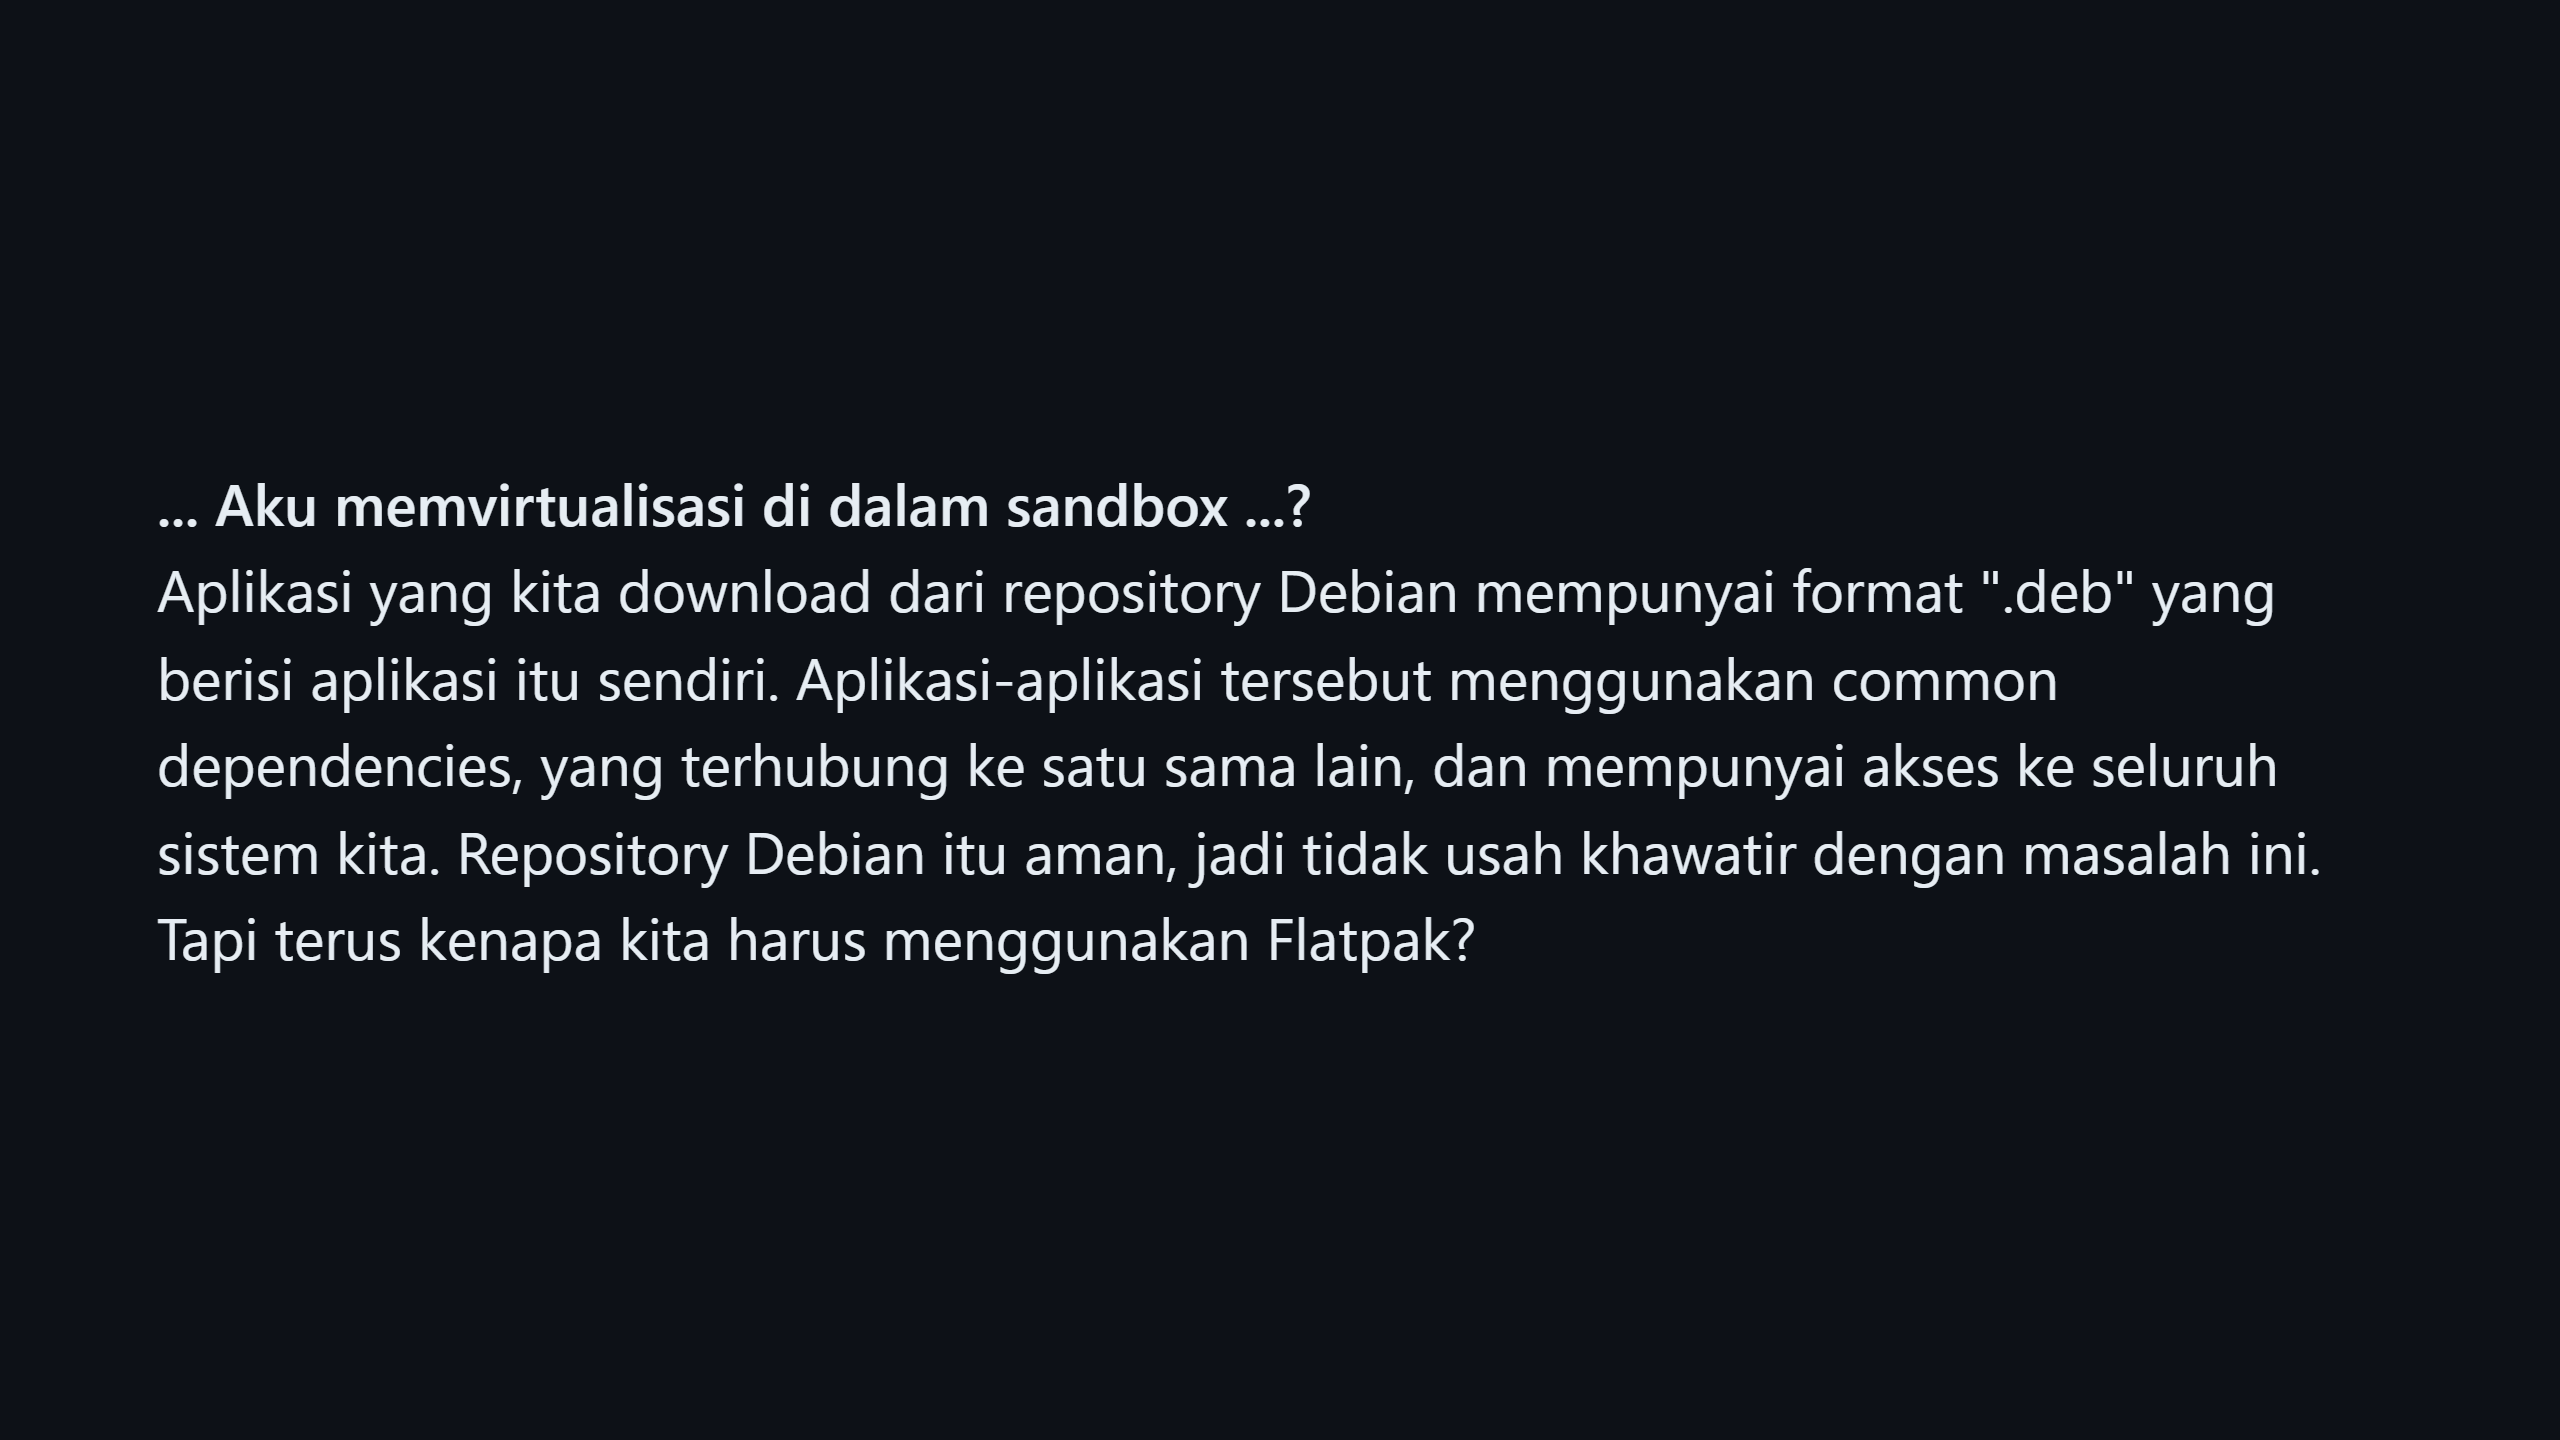 ... Aku memvirtualisasi di dalam sandbox ...?
Aplikasi yang kita download dari repository Debian mempunyai format ".deb" yang
berisi aplikasi itu sendiri. Aplikasi-aplikasi tersebut menggunakan common
dependencies, yang terhubung ke satu sama lain, dan mempunyai akses ke seluruh
sistem kita. Repository Debian itu aman, jadi tidak usah khawatir dengan masalah ini.
Tapi terus kenapa kita harus menggunakan Flatpak?